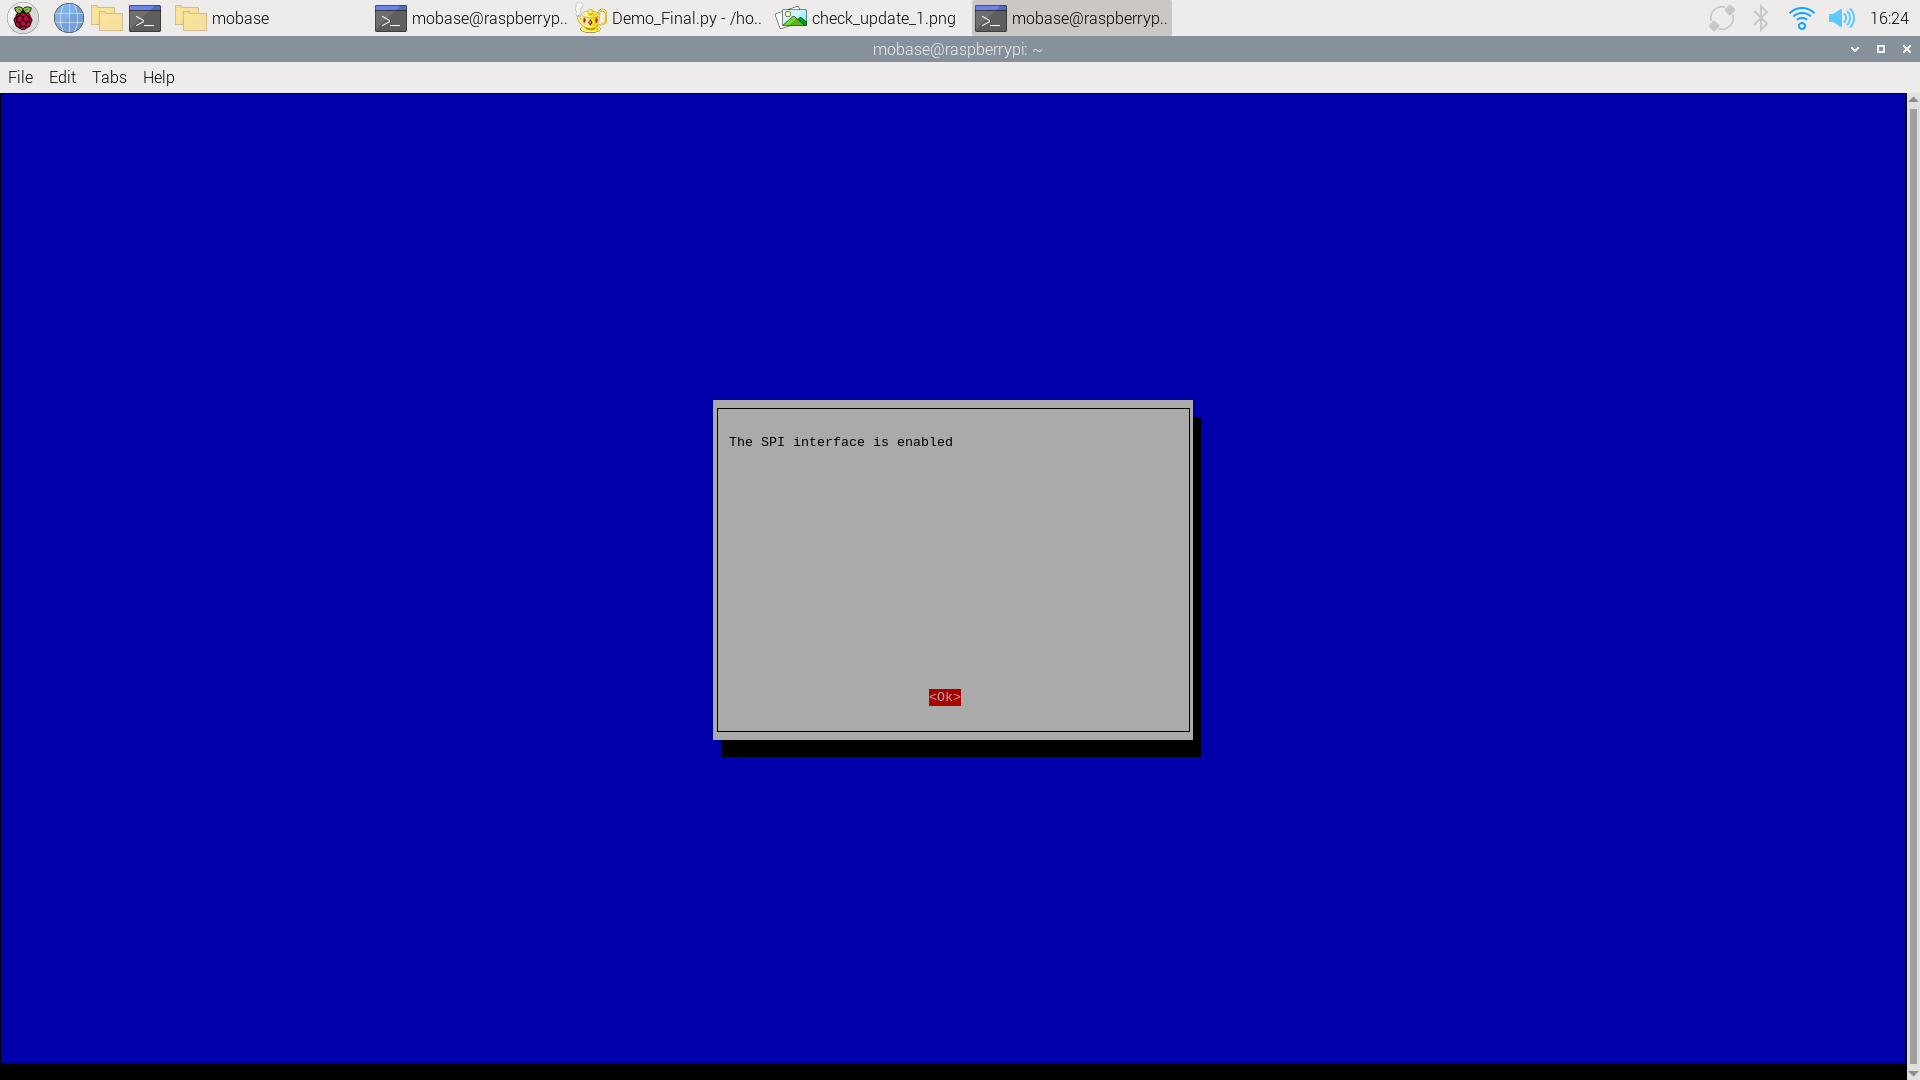 mobase
mobase@raspberryp..
Demo_Final.py - /ho..
check_update_1.png
mobase@raspberryp..
16:24
mobase@raspberrypi: ~
File Edit Tabs Help
The SPI interface is enabled
<Ok>